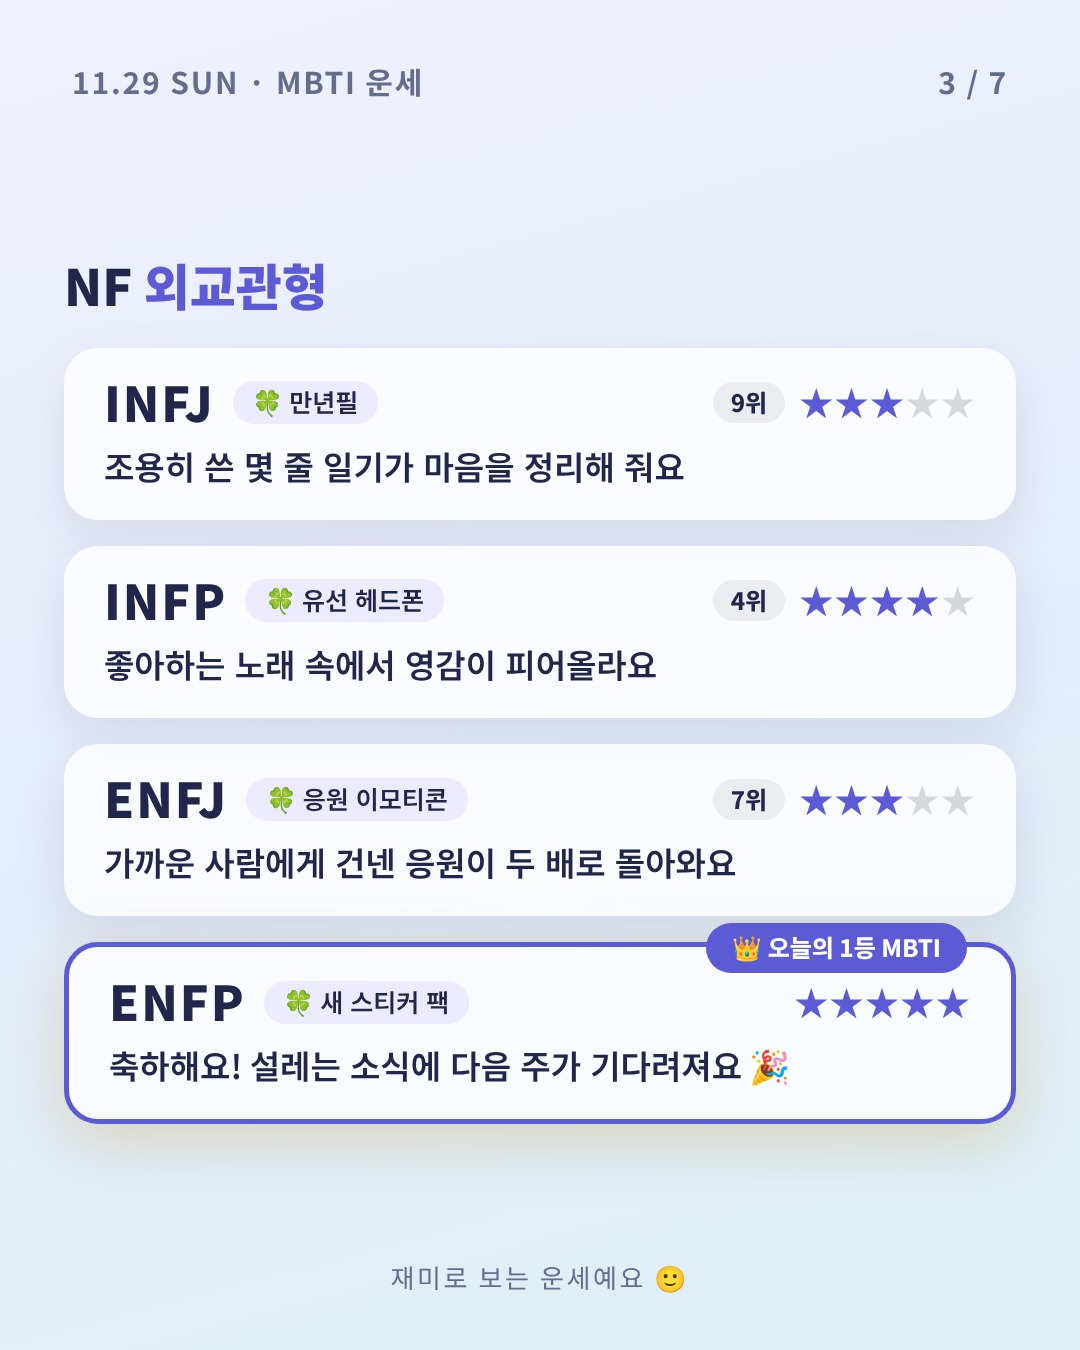 11.29 SUN · MBTI 운세
3 / 7
NF 외교관형
INFJ 🍀 만년필 9위 ★★★★★
조용히 쓴 몇 줄 일기가 마음을 정리해 줘요
INFP 🍀 유선 헤드폰 4위 ★★★★★
좋아하는 노래 속에서 영감이 피어올라요
ENFJ 🍀 응원 이모티콘 7위 ★★★★★
가까운 사람에게 건넨 응원이 두 배로 돌아와요
👑 오늘의 1등 MBTI
ENFP 🍀 새 스티커 팩 ★★★★★
축하해요! 설레는 소식에 다음 주가 기다려져요 🎉
재미로 보는 운세예요 🙂